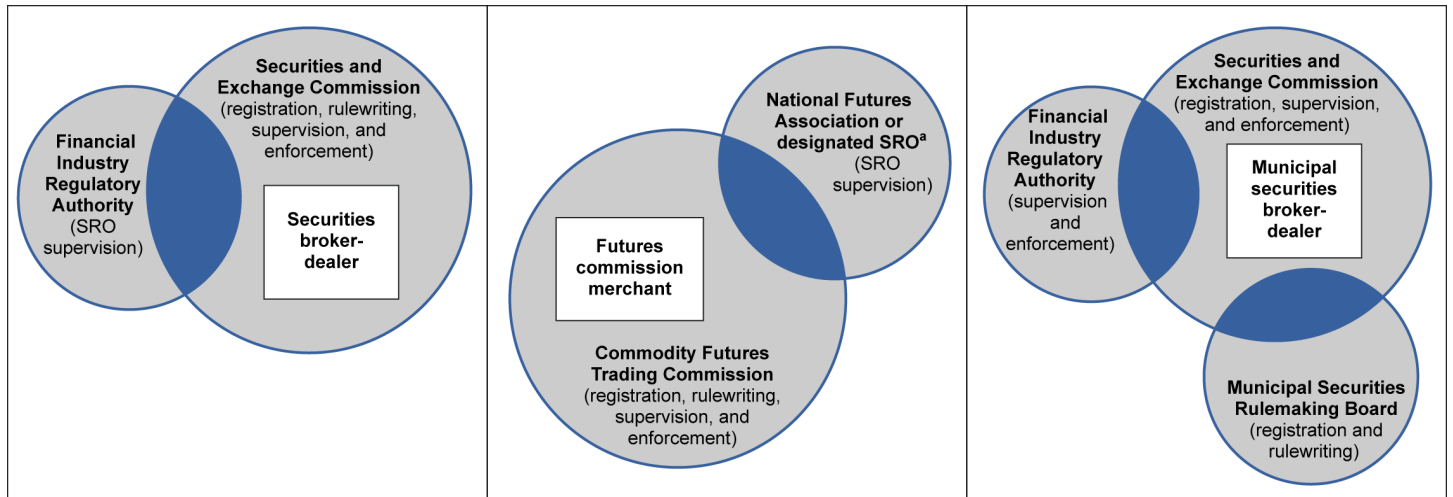 Securities and
Exchange Commission
(registration, rulewriting,
supervision, and
enforcement)
Financial
Industry
Regulatory
Authority
(SRO
supervision)
Securities
broker-
dealer
National Futures
Association or
designated SROᵃ
(SRO
supervision)
Futures
commission
merchant
Commodity Futures
Trading Commission
(registration, rulewriting,
supervision, and
enforcement)
Securities and
Exchange Commission
(registration, supervision,
and enforcement)
Financial
Industry
Regulatory
Authority
(supervision
and
enforcement)
Municipal
securities
broker-
dealer
Municipal Securities
Rulemaking Board
(registration and
rulewriting)